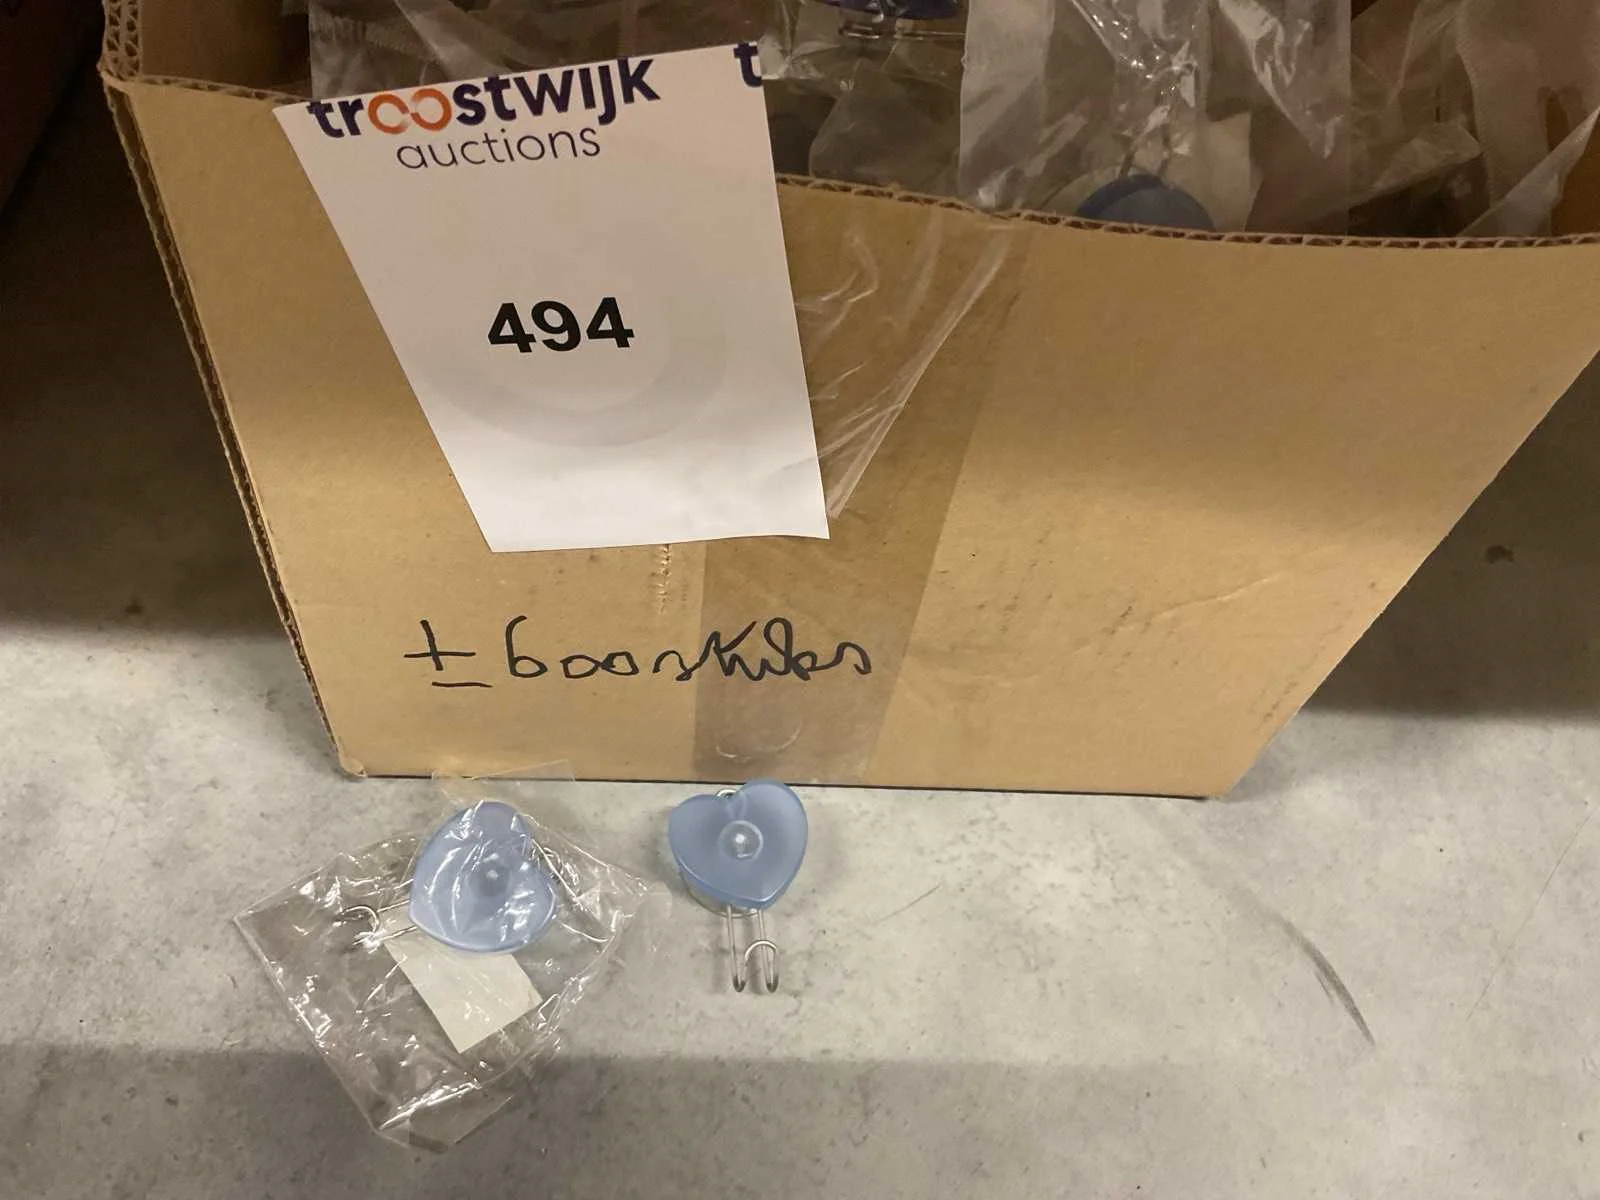 troostwijk t
auctions
494
± 600 stuks